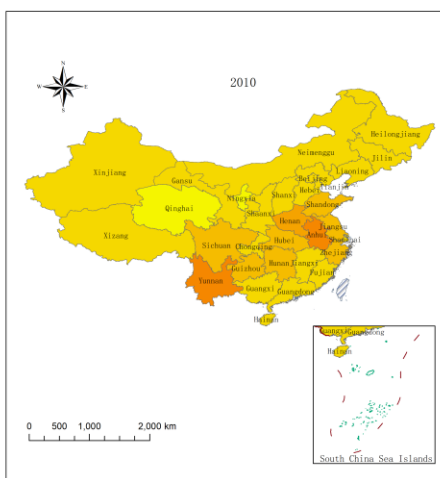 2010
N
W
E
S
Heilongjiang
Jilin
Neimenggu
Liaoning
Xinjiang
Gansu
Beijing
Tianjin
Hebei
Shanxi
Ningxia
Shandong
Qinghai
Shaanxi
Henan
Jiangsu
Xizang
Anhui
Shanghai
Sichuan
Chongqing
Hubei
Zhejiang
Hunan
Jiangxi
Guizhou
Fujian
Yunnan
Guangxi
Guangdong
Hainan
Guangxi
Guangdong
Hainan
0 500 1,000 2,000 km
South China Sea Islands